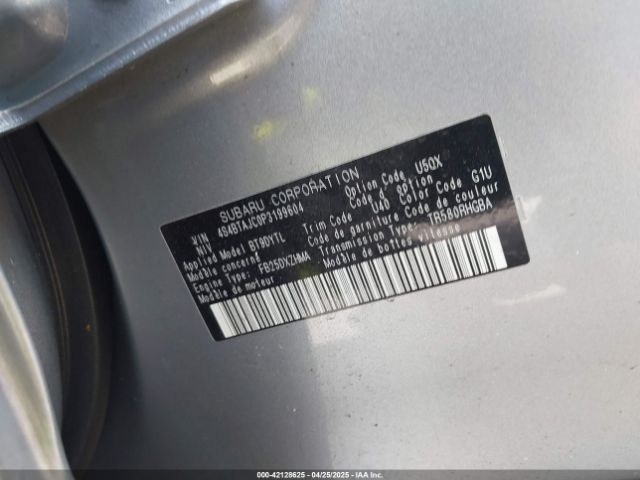 SUBARU CORPORATION
VIN 4S4BTAJC0P3199604 Option Code U5QX
NIV Code d' option
Applied Model BT9DYTL Trim Code UA0 Color Code G1U
Modèle concerné Code de garniture Code de couleur
Engine Type: FB25DXZHMA Transmission Type: TR580RHGBA
Modèle de moteur: Modèle de boîtes vitesse
000-42128625 04/25/2025 IAA Inc.